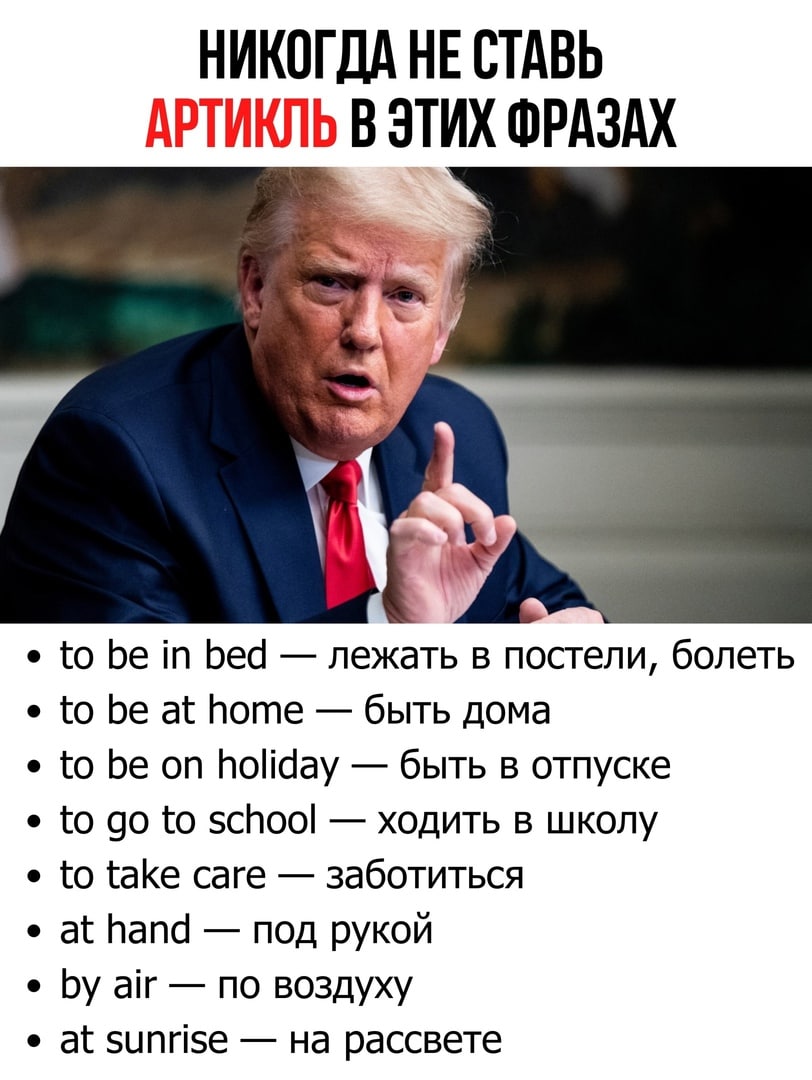 НИКОГДА НЕ СТАВЬ
АРТИКЛЬ В ЭТИХ ФРАЗАХ
• to be in bed — лежать в постели, болеть
• to be at home — быть дома
• to be on holiday — быть в отпуске
• to go to school — ходить в школу
• to take care — заботиться
• at hand — под рукой
• by air — по воздуху
• at sunrise — на рассвете